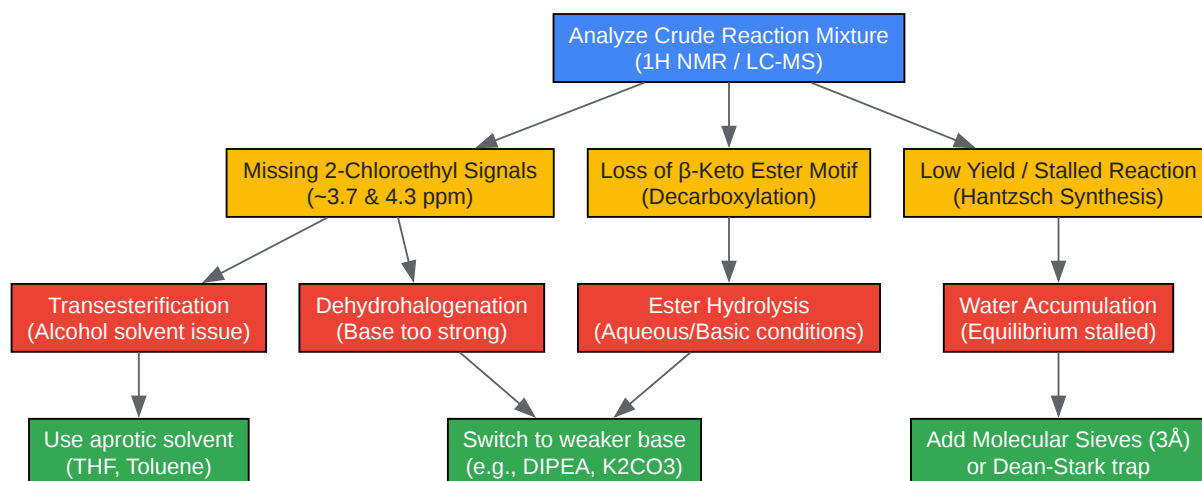 Analyze Crude Reaction Mixture
(1H NMR / LC-MS)
Missing 2-Chloroethyl Signals
(~3.7 & 4.3 ppm)
Loss of β-Keto Ester Motif
(Decarboxylation)
Low Yield / Stalled Reaction
(Hantzsch Synthesis)
Transesterification
(Alcohol solvent issue)
Dehydrohalogenation
(Base too strong)
Ester Hydrolysis
(Aqueous/Basic conditions)
Water Accumulation
(Equilibrium stalled)
Use aprotic solvent
(THF, Toluene)
Switch to weaker base
(e.g., DIPEA, K2CO3)
Add Molecular Sieves (3Å)
or Dean-Stark trap